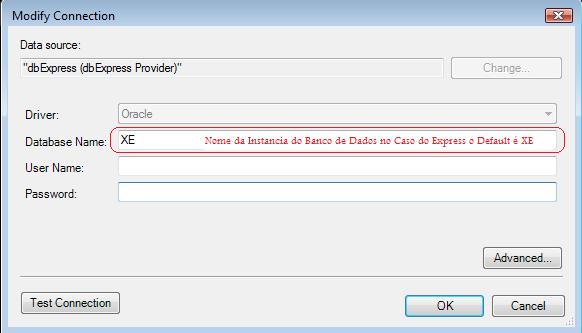 Modify Connection
Data source:
"dbExpress (dbExpress Provider)"
Change...
Driver:
Oracle
Database Name:
XE
Nome da Instancia do Banco de Dados no Caso do Express o Default é XE
User Name:
Password:
Advanced...
Test Connection
OK
Cancel